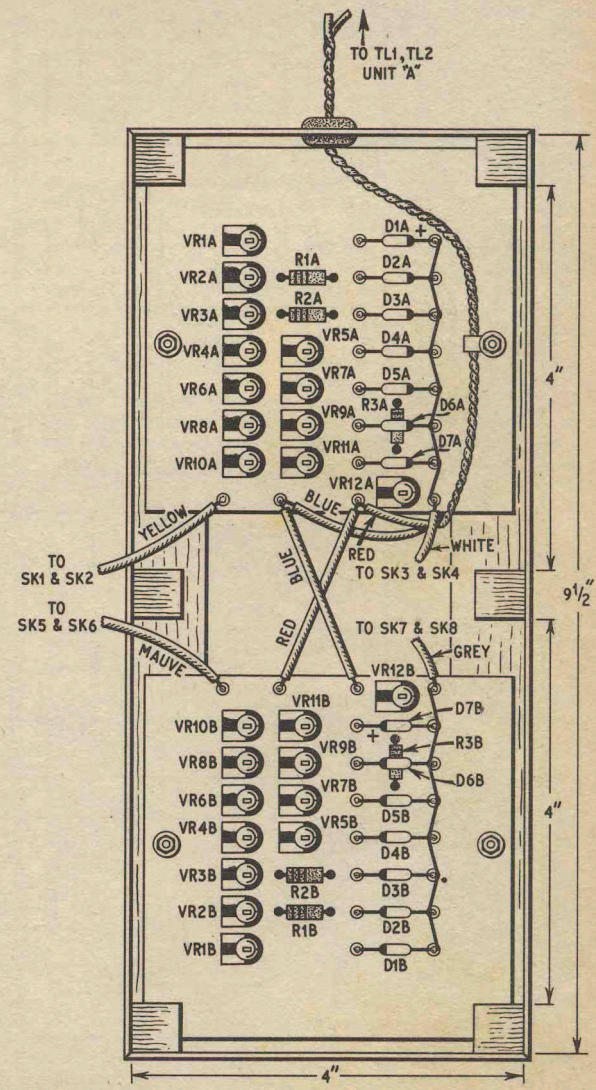 TO TL1, TL2
UNIT "A"
D1A
+
VR1A
R1A
D2A
VR2A
R2A
D3A
VR3A
VR5A
D4A
VR4A
VR7A
D5A
VR6A
R3A
D6A
VR9A
VR8A
D7A
VR11A
VR10A
VR12A
4"
BLUE
YELLOW
RED
WHITE
TO
SK1 & SK2
BLUE
TO SK3 & SK4
9½"
TO
SK5 & SK6
RED
TO SK7 & SK8
MAUVE
GREY
VR12B
D7B
VR11B
VR10B
+
R3B
VR9B
VR8B
D6B
VR7B
VR6B
D5B
VR5B
VR4B
D4B
4"
VR3B
R2B
D3B
VR2B
R1B
D2B
VR1B
D1B
4"